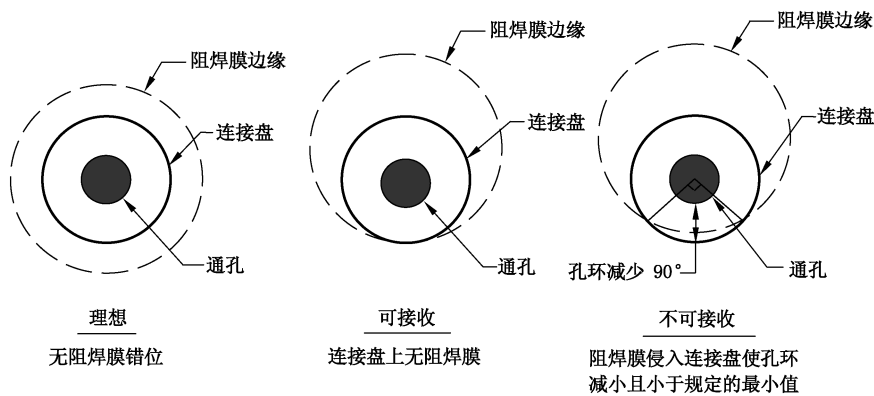 阻焊膜边缘
连接盘
通孔
理想
无阻焊膜错位
阻焊膜边缘
连接盘
通孔
可接收
连接盘上无阻焊膜
阻焊膜边缘
连接盘
孔环减少 90°
通孔
不可接收
阻焊膜侵入连接盘使孔环
减小且小于规定的最小值